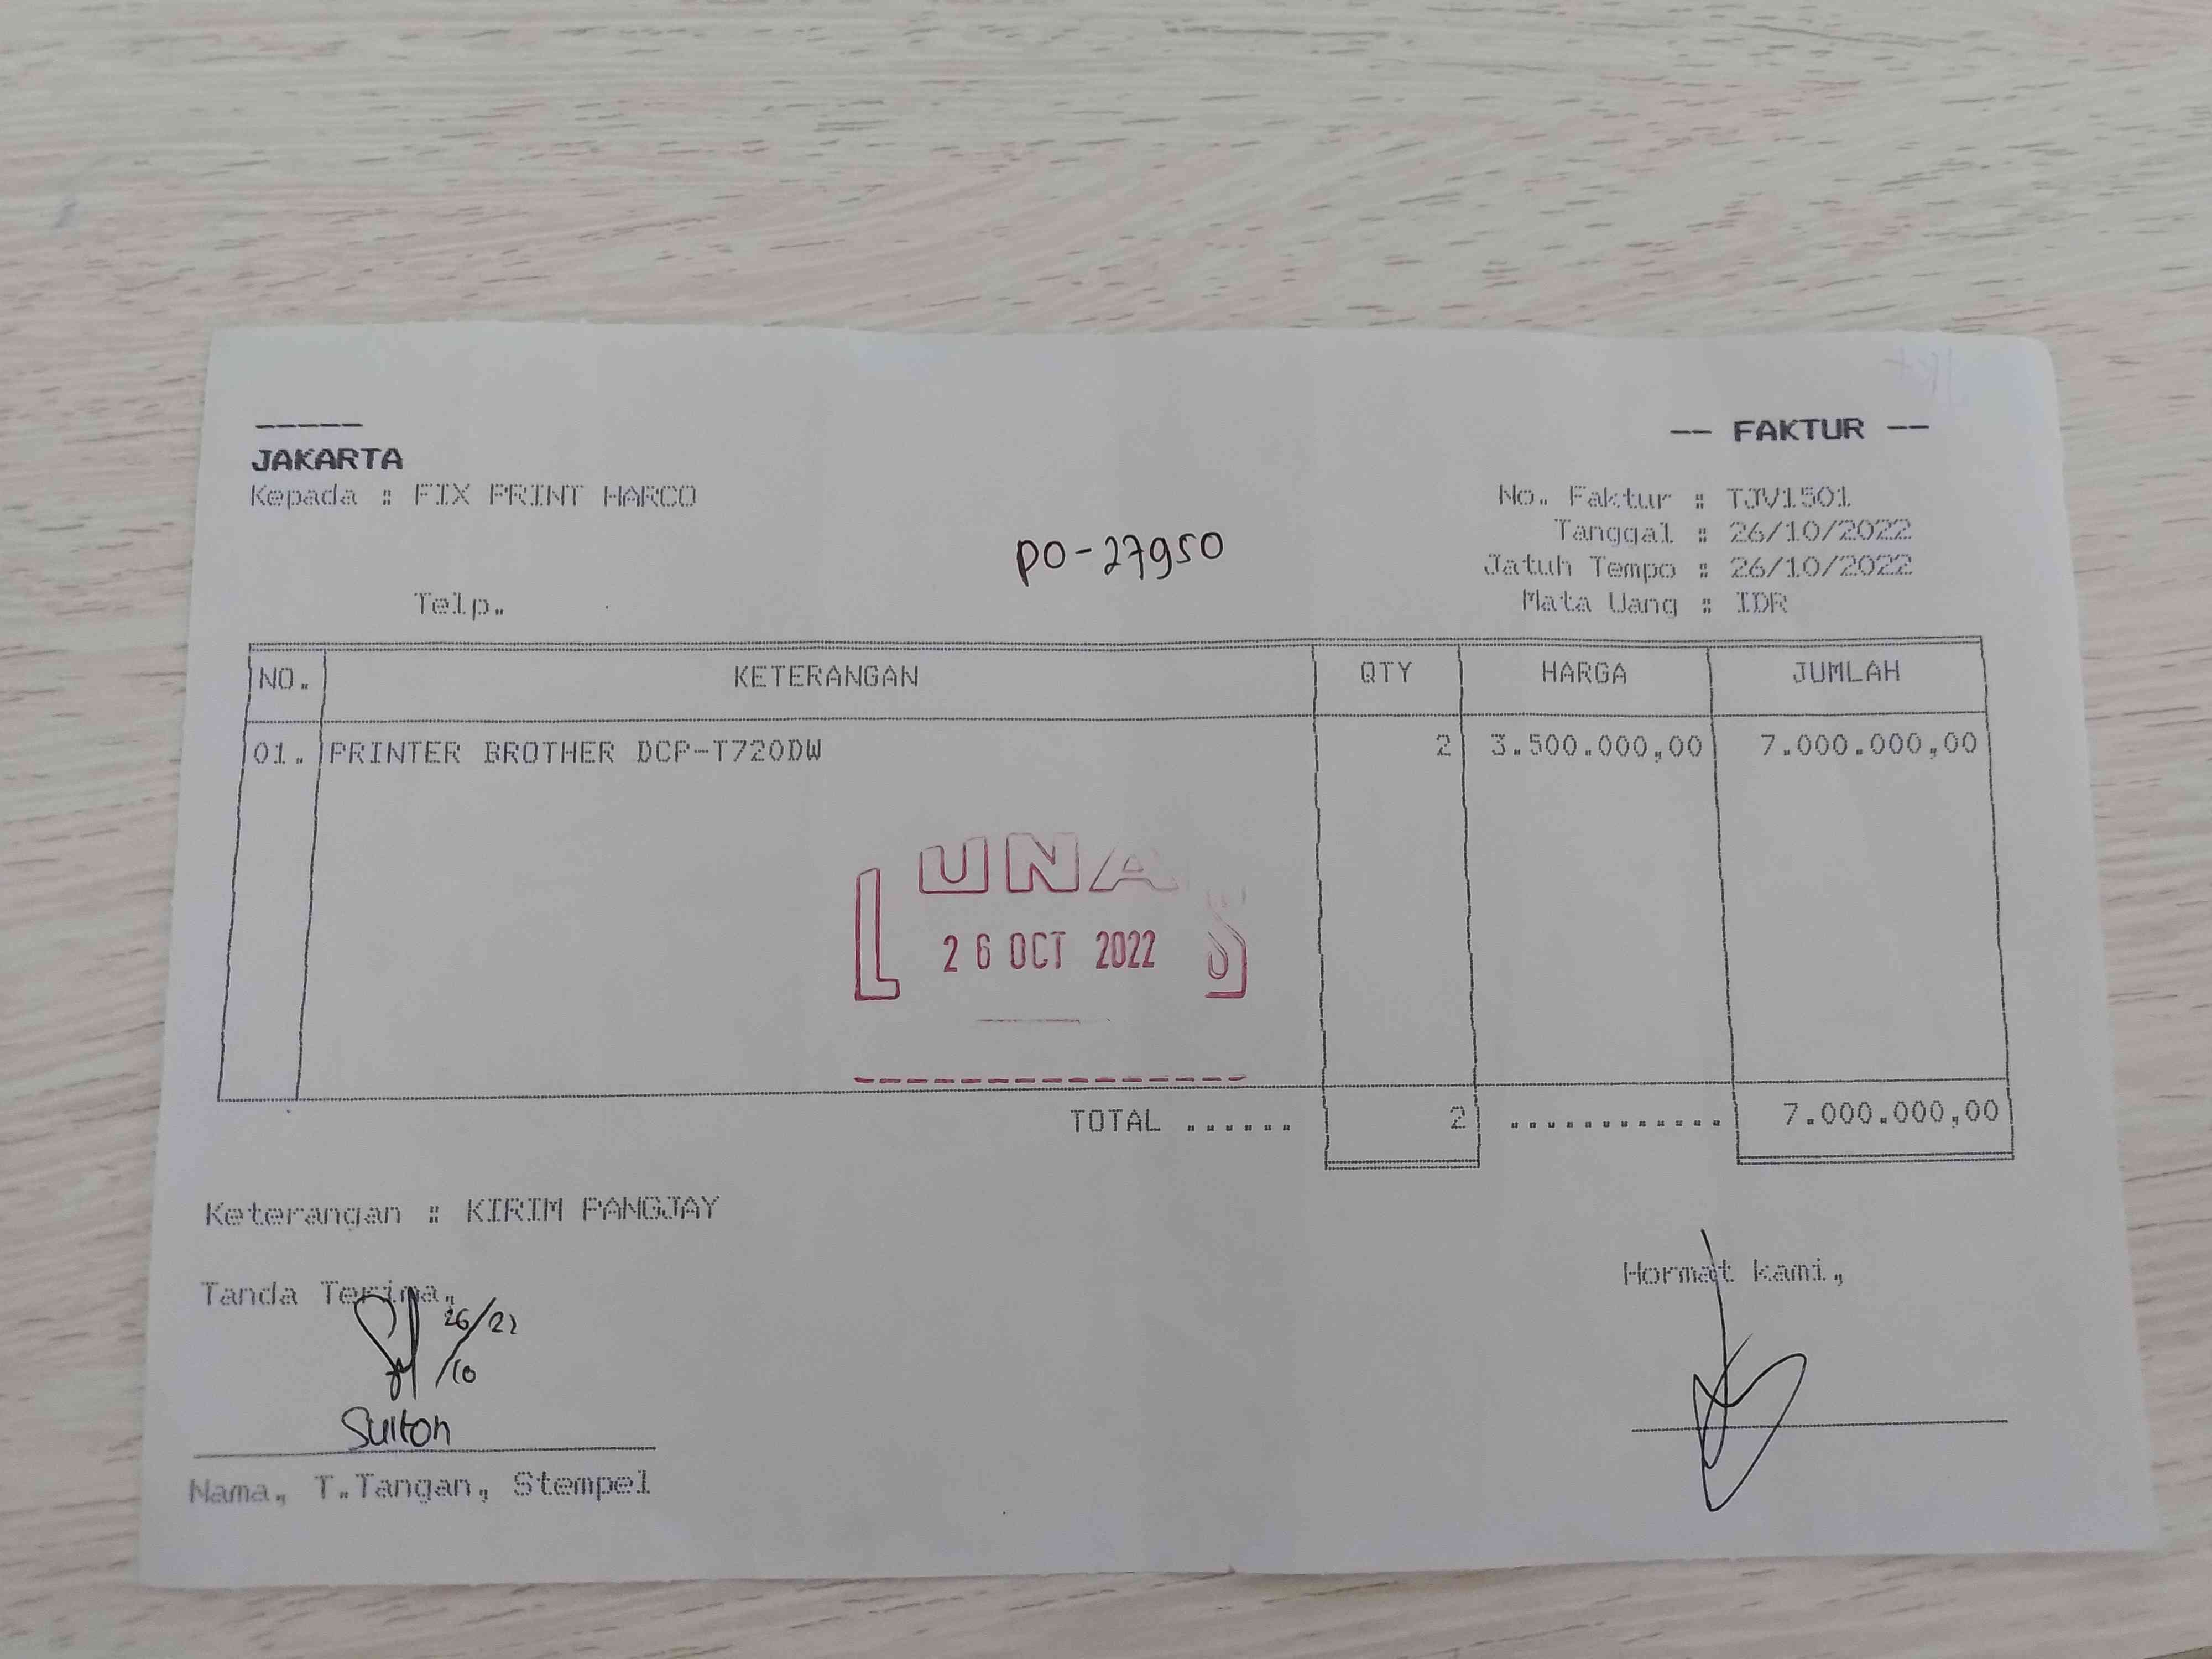 -----
JAKARTA
-- FAKTUR --
Kepada : FIX PRINT HARCO
No. Faktur : TJV1501
Tanggal : 26/10/2022
Jatuh Tempo : 26/10/2022
Mata Uang : IDR
PO-27950
Telp.
NO. KETERANGAN QTY HARGA JUMLAH
01. PRINTER BROTHER DCP-T720DW 2 3.500.000,00 7.000.000,00
LUNAS
26 OCT 2022
TOTAL ...... 2 ............ 7.000.000,00
Keterangan : KIRIM PANGJAY
Tanda Terima,
Hormat kami,
26/10/22
Sulton
Nama, T.Tangan, Stempel